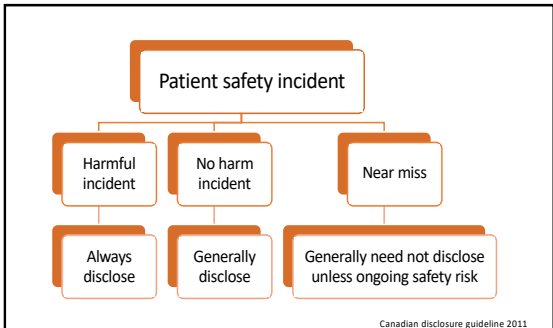 Patient safety incident
Harmful
incident
No harm
incident
Near miss
Always
disclose
Generally
disclose
Generally need not disclose
unless ongoing safety risk
Canadian disclosure guideline 2011